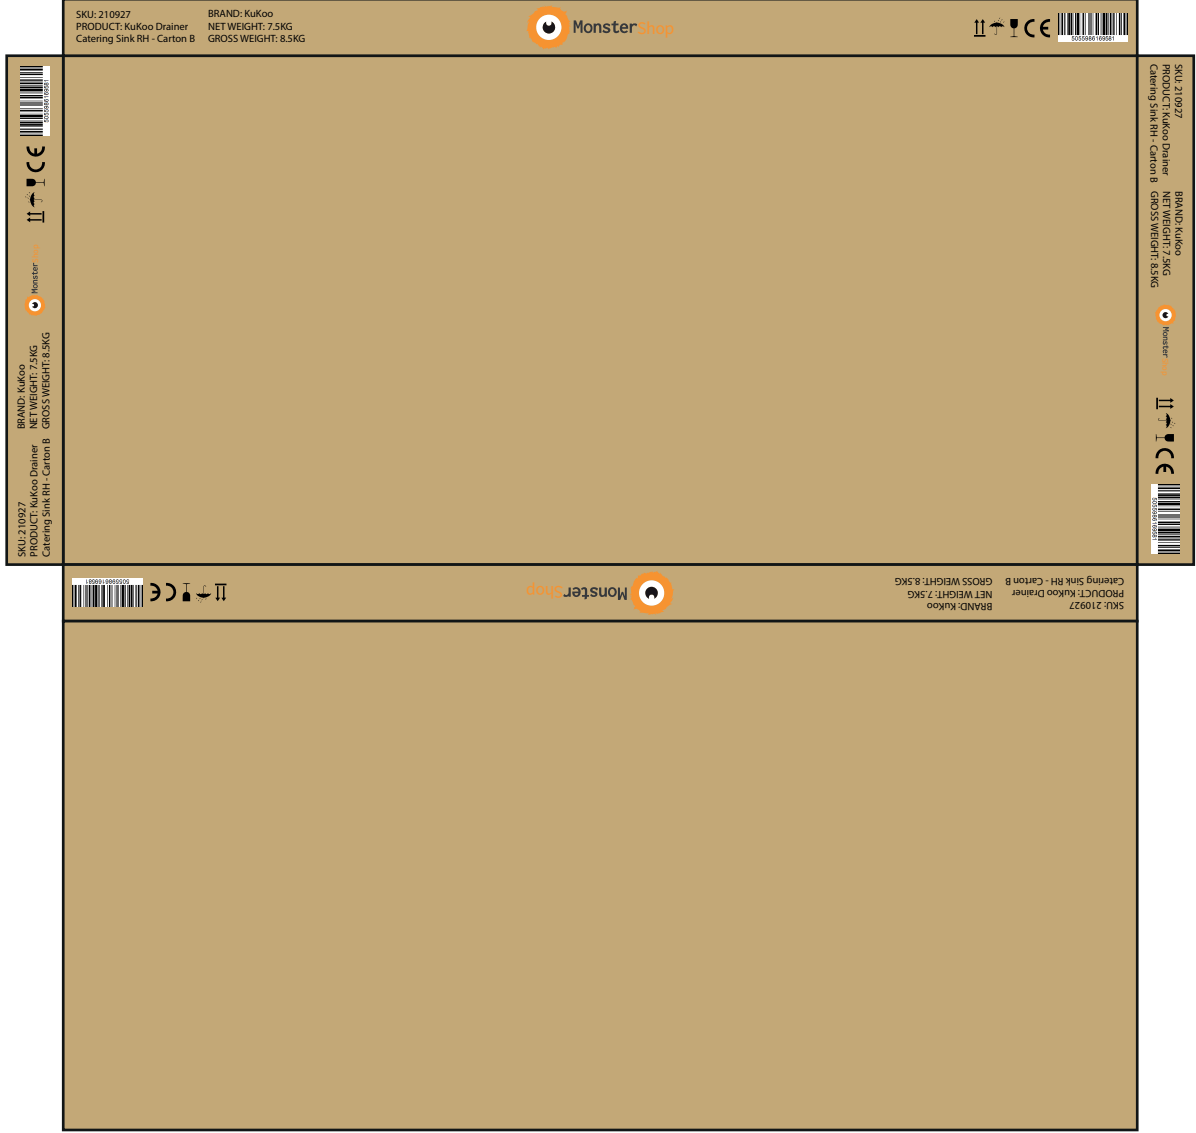 SKU: 210927
PRODUCT: KuKoo Drainer
Catering Sink RH - Carton B
BRAND: KuKoo
NET WEIGHT: 7.5KG
GROSS WEIGHT: 8.5KG
MonsterShop
CE
5055986169581
5055986169581
CE
MonsterShop
BRAND: KuKoo
NET WEIGHT: 7.5KG
GROSS WEIGHT: 8.5KG
SKU: 210927
PRODUCT: KuKoo Drainer
Catering Sink RH - Carton B
SKU: 210927
PRODUCT: KuKoo Drainer
Catering Sink RH - Carton B
BRAND: KuKoo
NET WEIGHT: 7.5KG
GROSS WEIGHT: 8.5KG
MonsterShop
CE
5055986169581
SKU: 210927
PRODUCT: KuKoo Drainer
Catering Sink RH - Carton B
BRAND: KuKoo
NET WEIGHT: 7.5KG
GROSS WEIGHT: 8.5KG
MonsterShop
CE
5055986169581